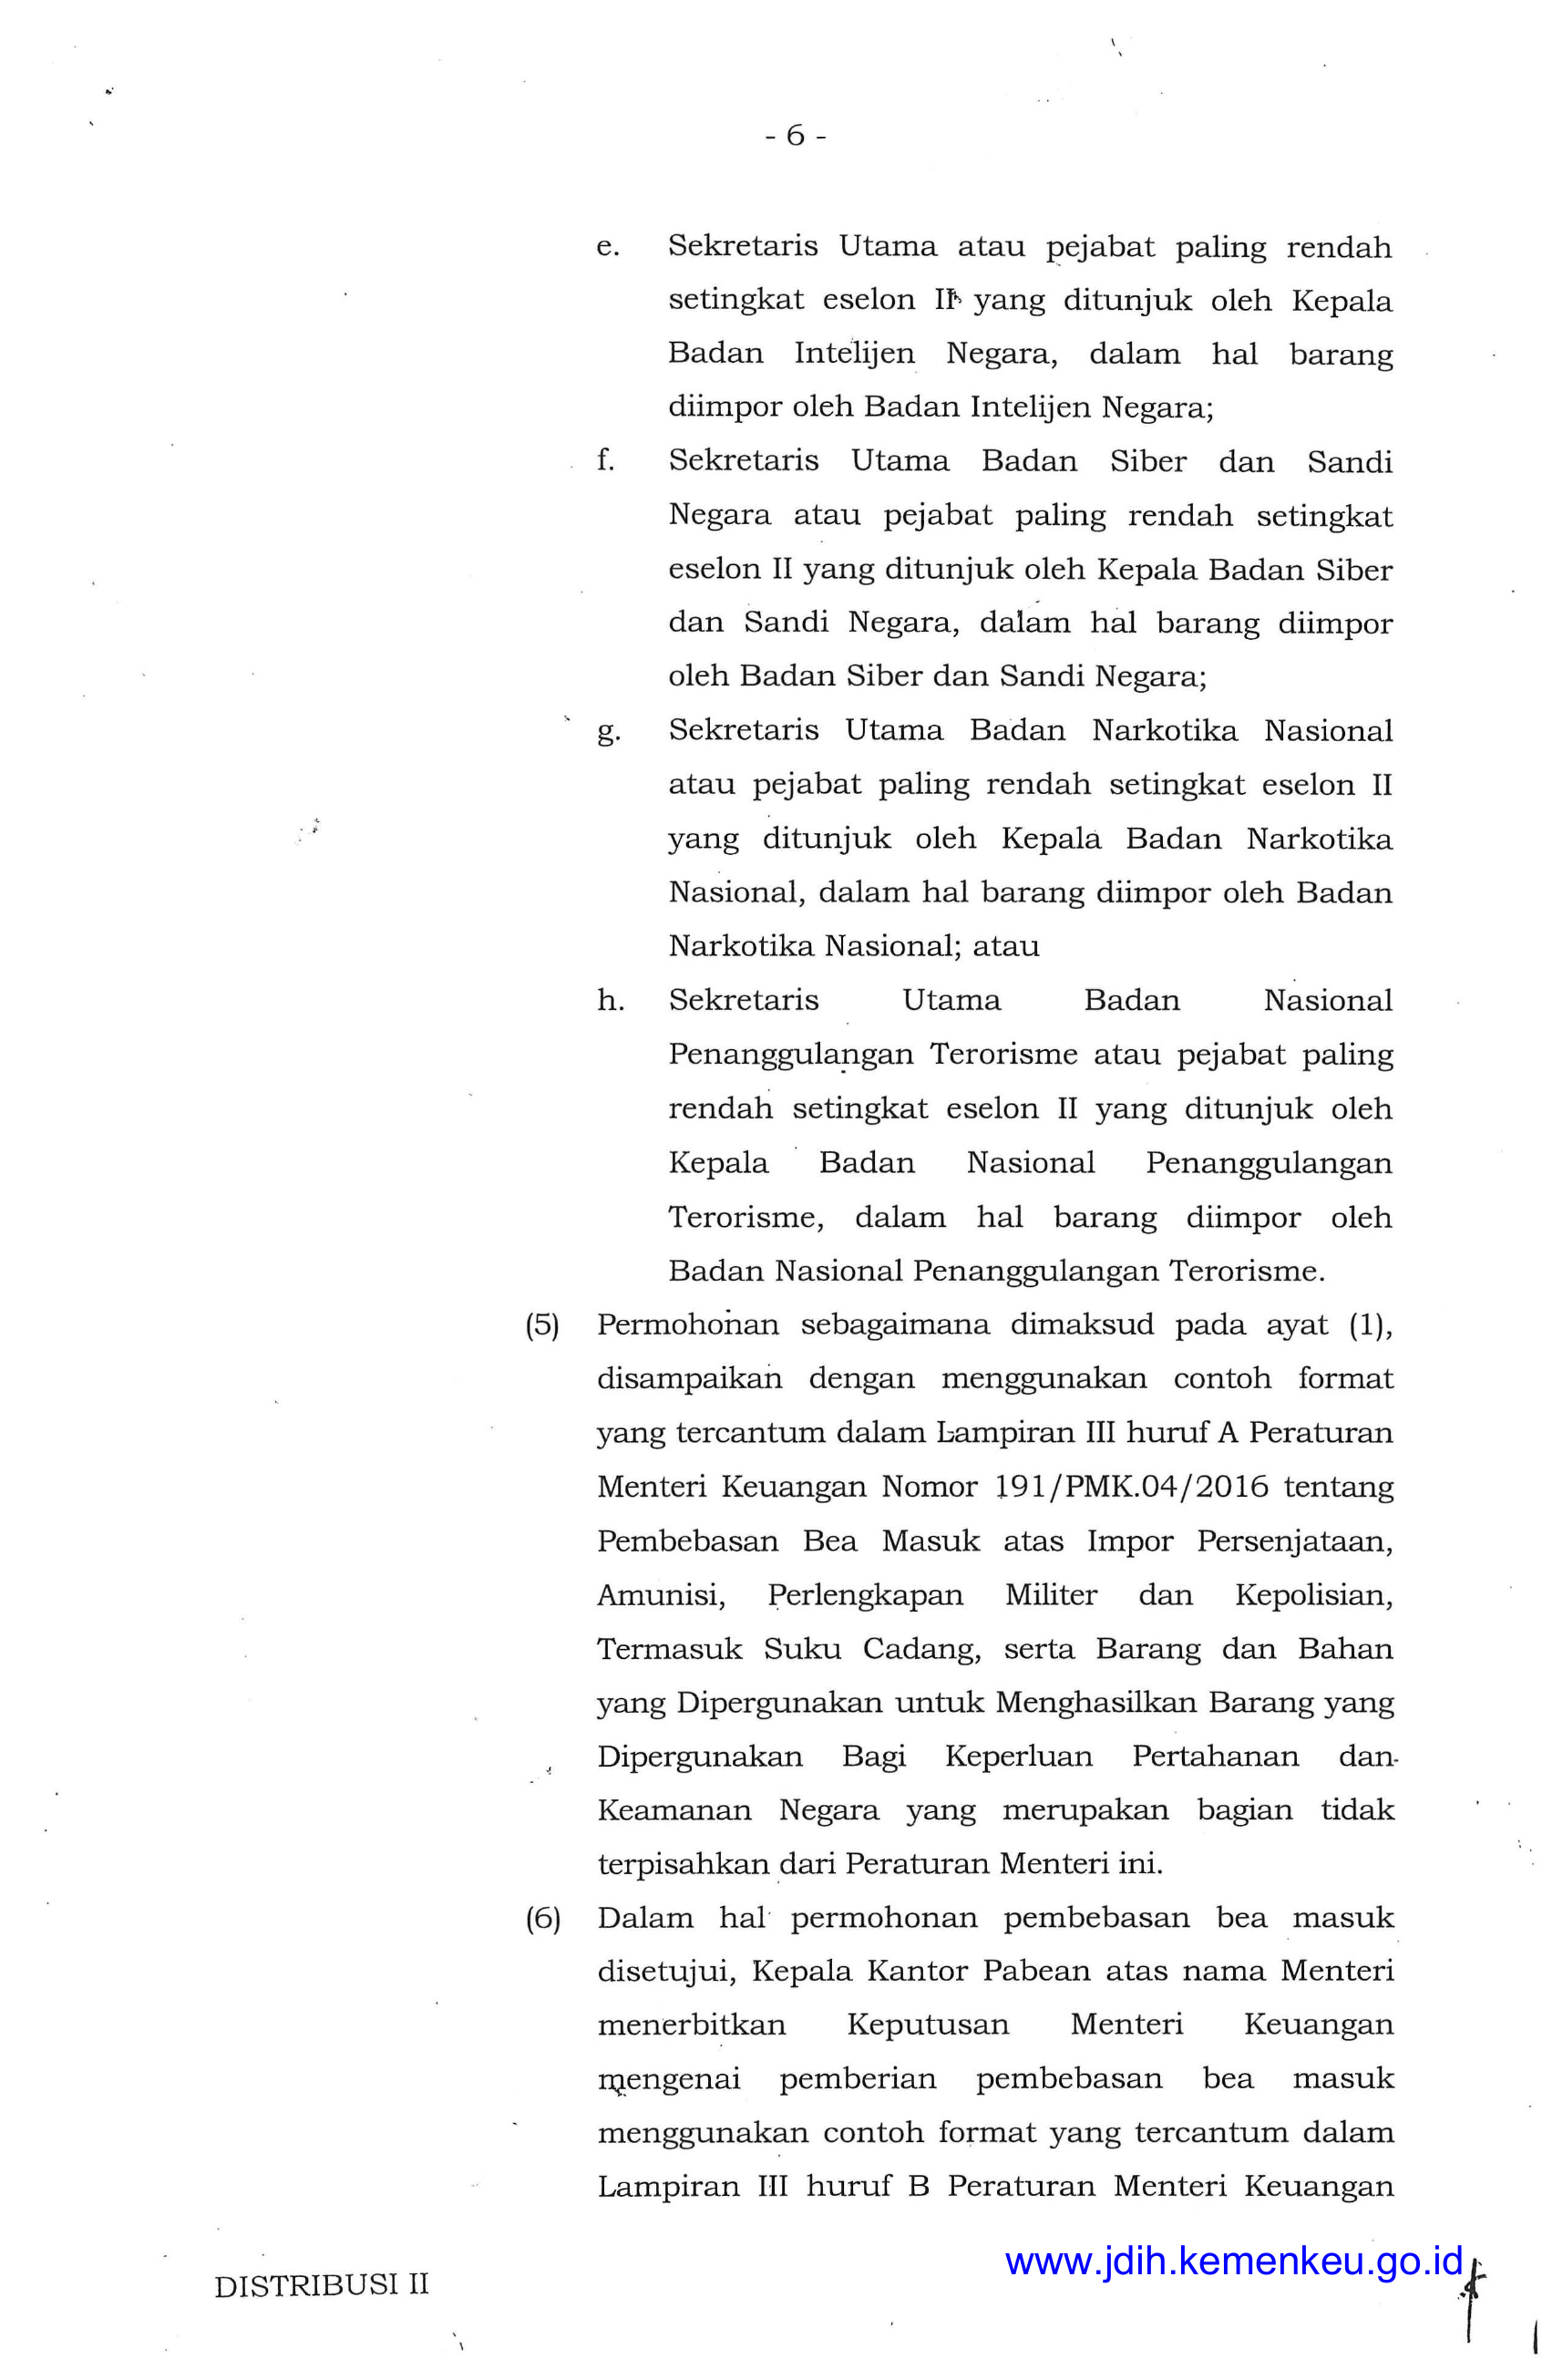 - 6 -
e. Sekretaris Utama atau pejabat paling rendah
setingkat eselon II yang ditunjuk oleh Kepala
Badan Intelijen Negara, dalam hal barang
diimpor oleh Badan Intelijen Negara;
f. Sekretaris Utama Badan Siber dan Sandi
Negara atau pejabat paling rendah setingkat
eselon II yang ditunjuk oleh Kepala Badan Siber
dan Sandi Negara, dalam hal barang diimpor
oleh Badan Siber dan Sandi Negara;
g. Sekretaris Utama Badan Narkotika Nasional
atau pejabat paling rendah setingkat eselon II
yang ditunjuk oleh Kepala Badan Narkotika
Nasional, dalam hal barang diimpor oleh Badan
Narkotika Nasional; atau
h. Sekretaris Utama Badan Nasional
Penanggulangan Terorisme atau pejabat paling
rendah setingkat eselon II yang ditunjuk oleh
Kepala Badan Nasional Penanggulangan
Terorisme, dalam hal barang diimpor oleh
Badan Nasional Penanggulangan Terorisme.
(5) Permohonan sebagaimana dimaksud pada ayat (1),
disampaikan dengan menggunakan contoh format
yang tercantum dalam Lampiran III huruf A Peraturan
Menteri Keuangan Nomor 191/PMK.04/2016 tentang
Pembebasan Bea Masuk atas Impor Persenjataan,
Amunisi, Perlengkapan Militer dan Kepolisian,
Termasuk Suku Cadang, serta Barang dan Bahan
yang Dipergunakan untuk Menghasilkan Barang yang
Dipergunakan Bagi Keperluan Pertahanan dan
Keamanan Negara yang merupakan bagian tidak
terpisahkan dari Peraturan Menteri ini.
(6) Dalam hal permohonan pembebasan bea masuk
disetujui, Kepala Kantor Pabean atas nama Menteri
menerbitkan Keputusan Menteri Keuangan
mengenai pemberian pembebasan bea masuk
menggunakan contoh format yang tercantum dalam
Lampiran III huruf B Peraturan Menteri Keuangan
www.jdih.kemenkeu.go.id
DISTRIBUSI II